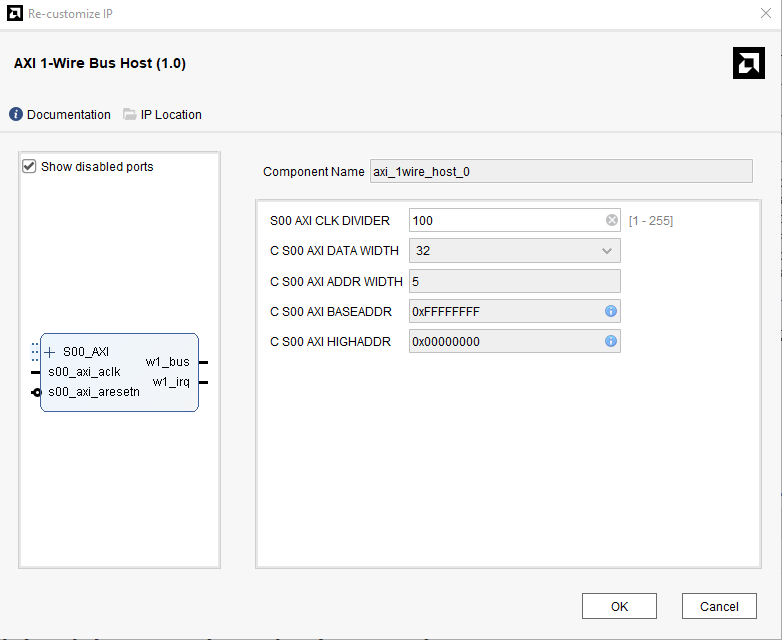 Re-customize IP
AXI 1-Wire Bus Host (1.0)
Documentation IP Location
Show disabled ports
S00_AXI
s00_axi_aclk
s00_axi_aresetn
w1_bus
w1_irq
Component Name axi_1wire_host_0
S00 AXI CLK DIVIDER 100 [1 - 255]
C S00 AXI DATA WIDTH 32
C S00 AXI ADDR WIDTH 5
C S00 AXI BASEADDR 0xFFFFFFFF
C S00 AXI HIGHADDR 0x00000000
OK Cancel